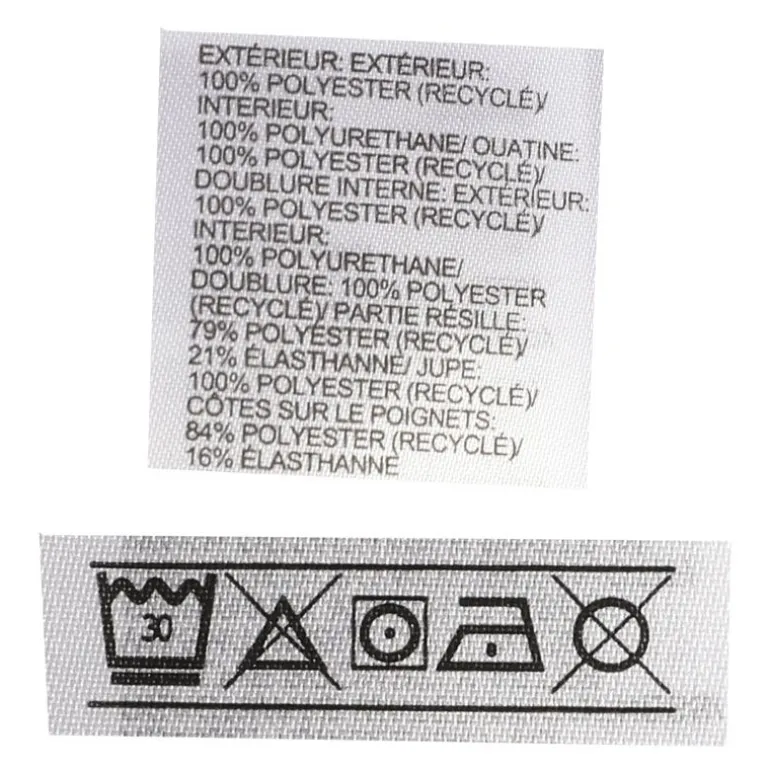 EXTÉRIEUR: EXTÉRIEUR:
100% POLYESTER (RECYCLÉ)/
INTERIEUR:
100% POLYURETHANE/ OUATINE:
100% POLYESTER (RECYCLÉ)/
DOUBLURE INTERNE: EXTÉRIEUR:
100% POLYESTER (RECYCLÉ)/
INTERIEUR:
100% POLYURETHANE/
DOUBLURE: 100% POLYESTER
(RECYCLÉ)/ PARTIE RÉSILLE:
79% POLYESTER (RECYCLÉ)/
21% ÉLASTHANNE/ JUPE:
100% POLYESTER (RECYCLÉ)/
CÔTES SUR LE POIGNETS:
84% POLYESTER (RECYCLÉ)/
16% ÉLASTHANNE
30